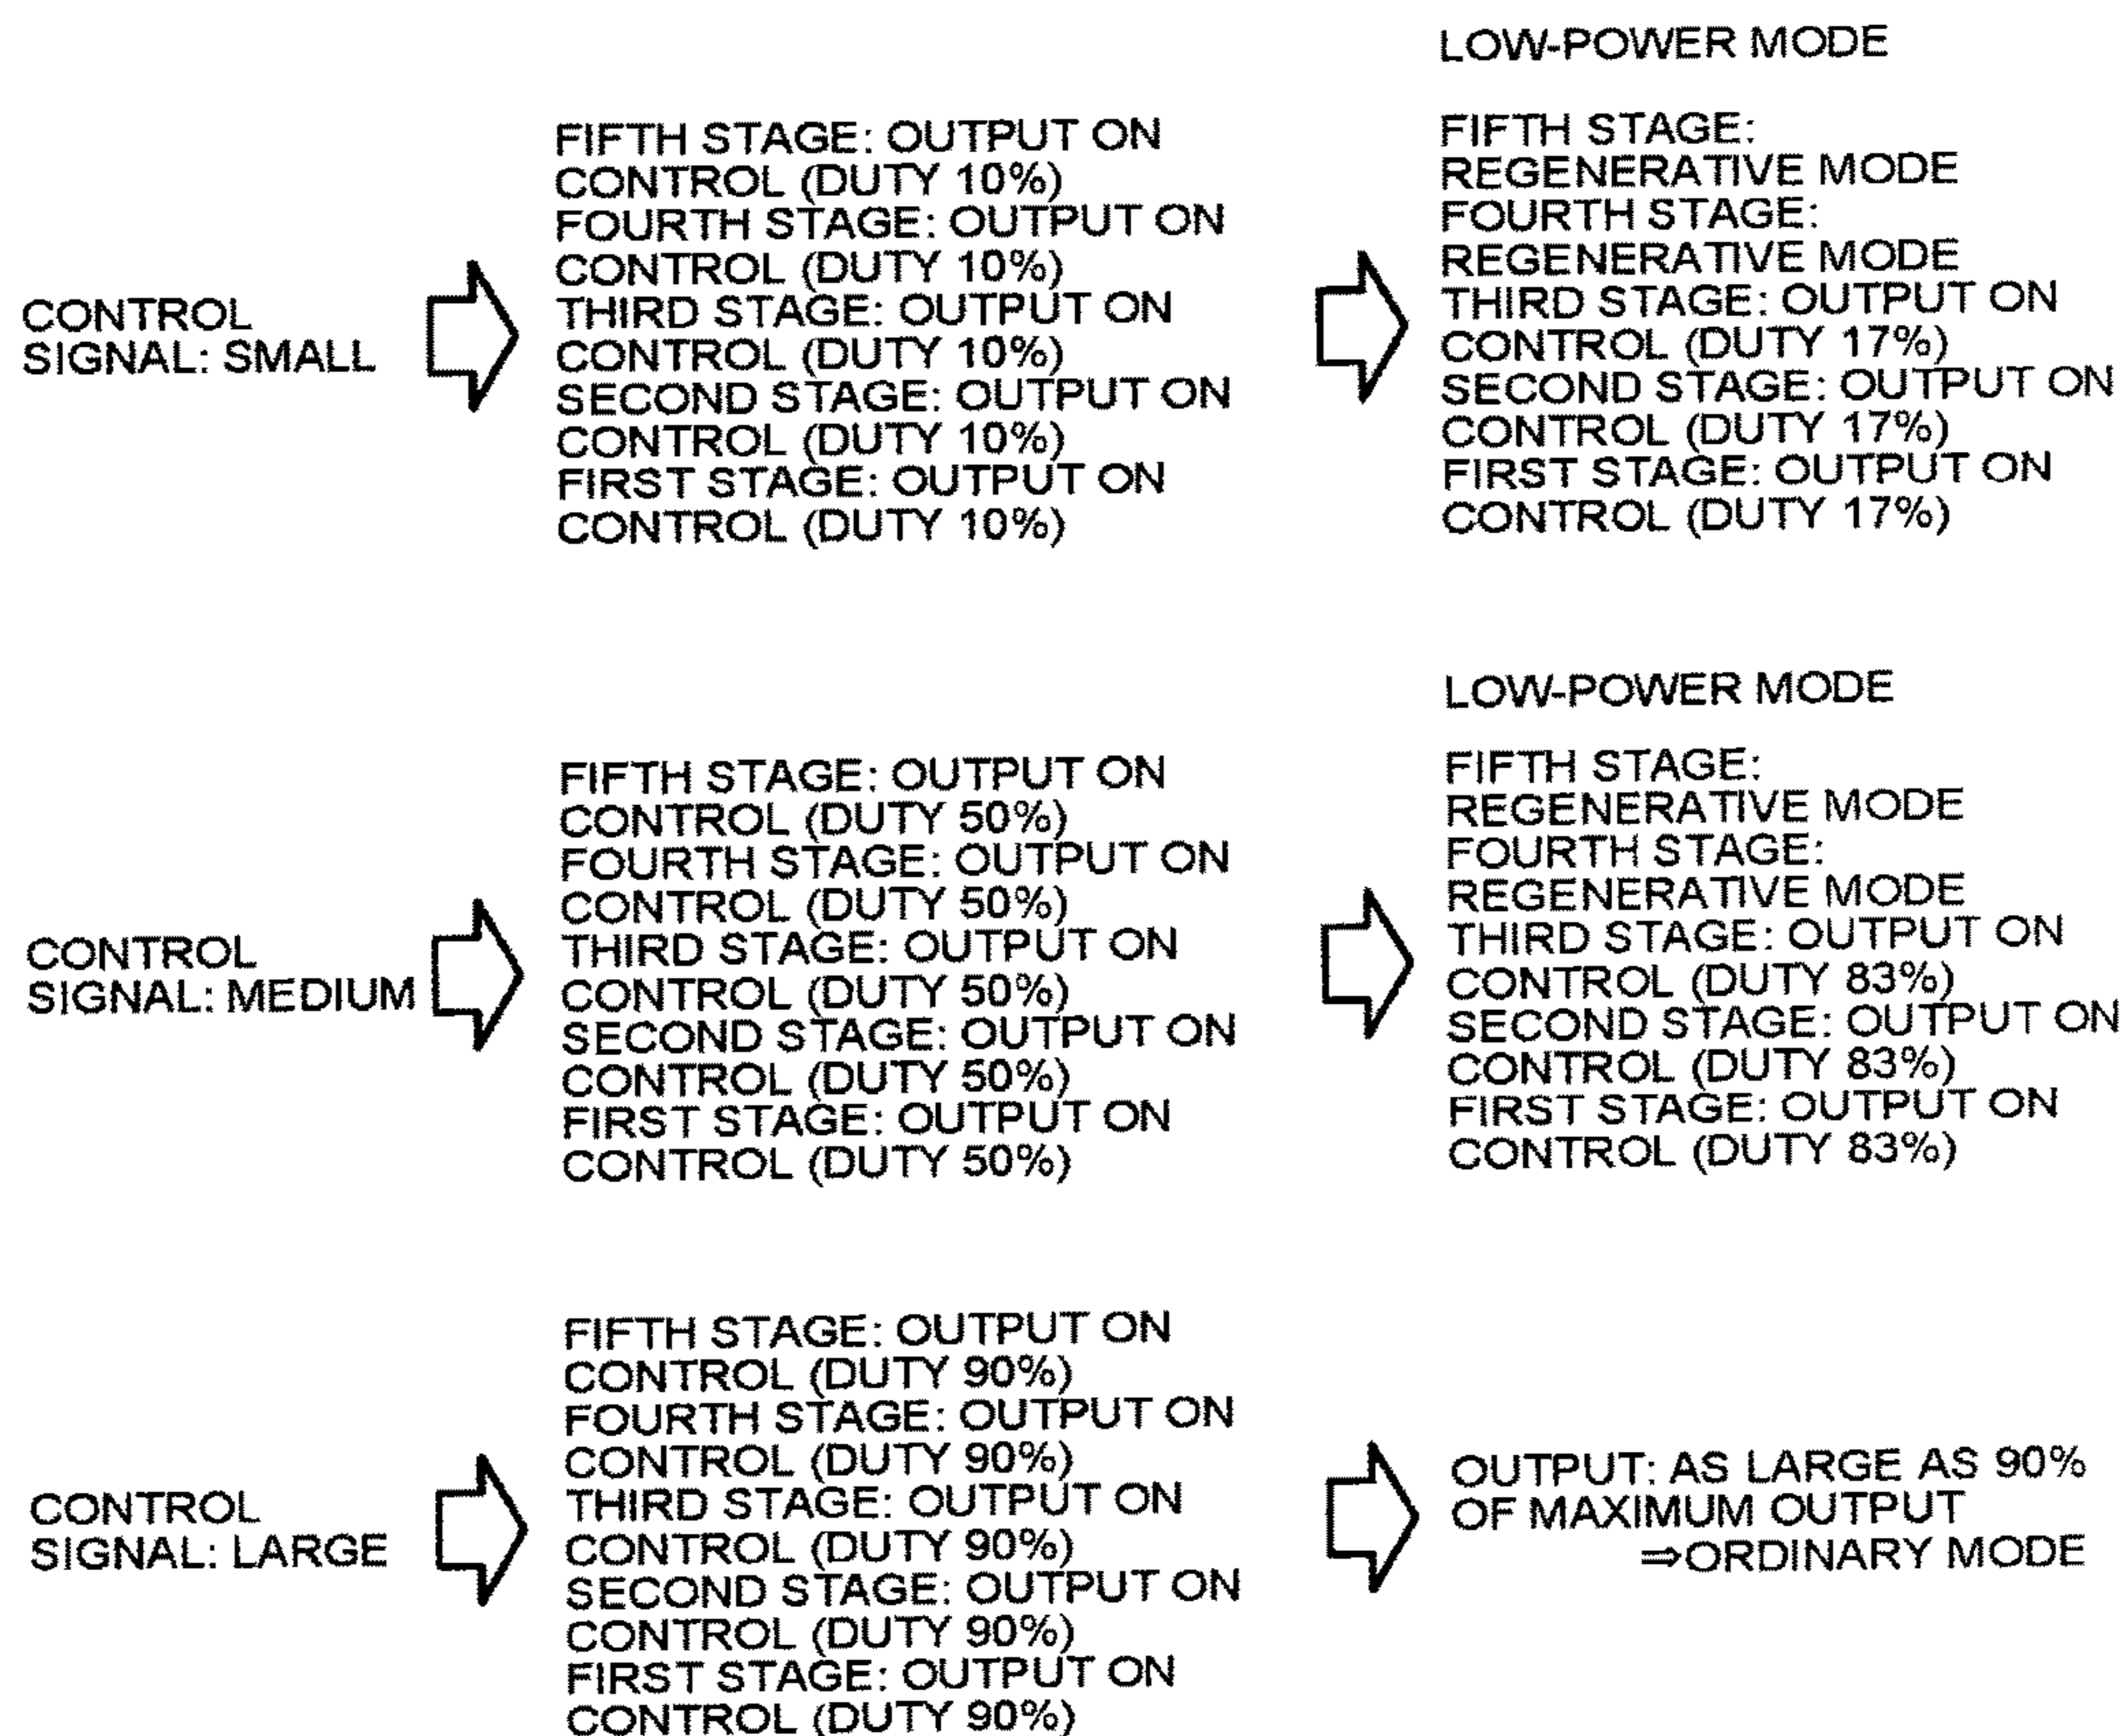 CONTROL
SIGNAL: SMALL
FIFTH STAGE: OUTPUT ON
CONTROL (DUTY 10%)
FOURTH STAGE: OUTPUT ON
CONTROL (DUTY 10%)
THIRD STAGE: OUTPUT ON
CONTROL (DUTY 10%)
SECOND STAGE: OUTPUT ON
CONTROL (DUTY 10%)
FIRST STAGE: OUTPUT ON
CONTROL (DUTY 10%)
LOW-POWER MODE
FIFTH STAGE:
REGENERATIVE MODE
FOURTH STAGE:
REGENERATIVE MODE
THIRD STAGE: OUTPUT ON
CONTROL (DUTY 17%)
SECOND STAGE: OUTPUT ON
CONTROL (DUTY 17%)
FIRST STAGE: OUTPUT ON
CONTROL (DUTY 17%)
CONTROL
SIGNAL: MEDIUM
FIFTH STAGE: OUTPUT ON
CONTROL (DUTY 50%)
FOURTH STAGE: OUTPUT ON
CONTROL (DUTY 50%)
THIRD STAGE: OUTPUT ON
CONTROL (DUTY 50%)
SECOND STAGE: OUTPUT ON
CONTROL (DUTY 50%)
FIRST STAGE: OUTPUT ON
CONTROL (DUTY 50%)
LOW-POWER MODE
FIFTH STAGE:
REGENERATIVE MODE
FOURTH STAGE:
REGENERATIVE MODE
THIRD STAGE: OUTPUT ON
CONTROL (DUTY 83%)
SECOND STAGE: OUTPUT ON
CONTROL (DUTY 83%)
FIRST STAGE: OUTPUT ON
CONTROL (DUTY 83%)
CONTROL
SIGNAL: LARGE
FIFTH STAGE: OUTPUT ON
CONTROL (DUTY 90%)
FOURTH STAGE: OUTPUT ON
CONTROL (DUTY 90%)
THIRD STAGE: OUTPUT ON
CONTROL (DUTY 90%)
SECOND STAGE: OUTPUT ON
CONTROL (DUTY 90%)
FIRST STAGE: OUTPUT ON
CONTROL (DUTY 90%)
OUTPUT: AS LARGE AS 90%
OF MAXIMUM OUTPUT
⇒ORDINARY MODE